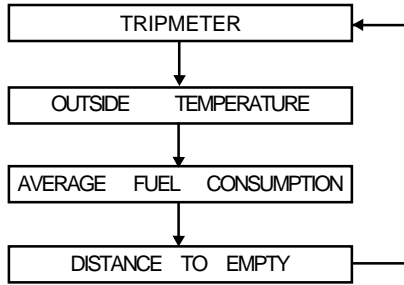 TRIPMETER
OUTSIDE TEMPERATURE
AVERAGE FUEL CONSUMPTION
DISTANCE TO EMPTY